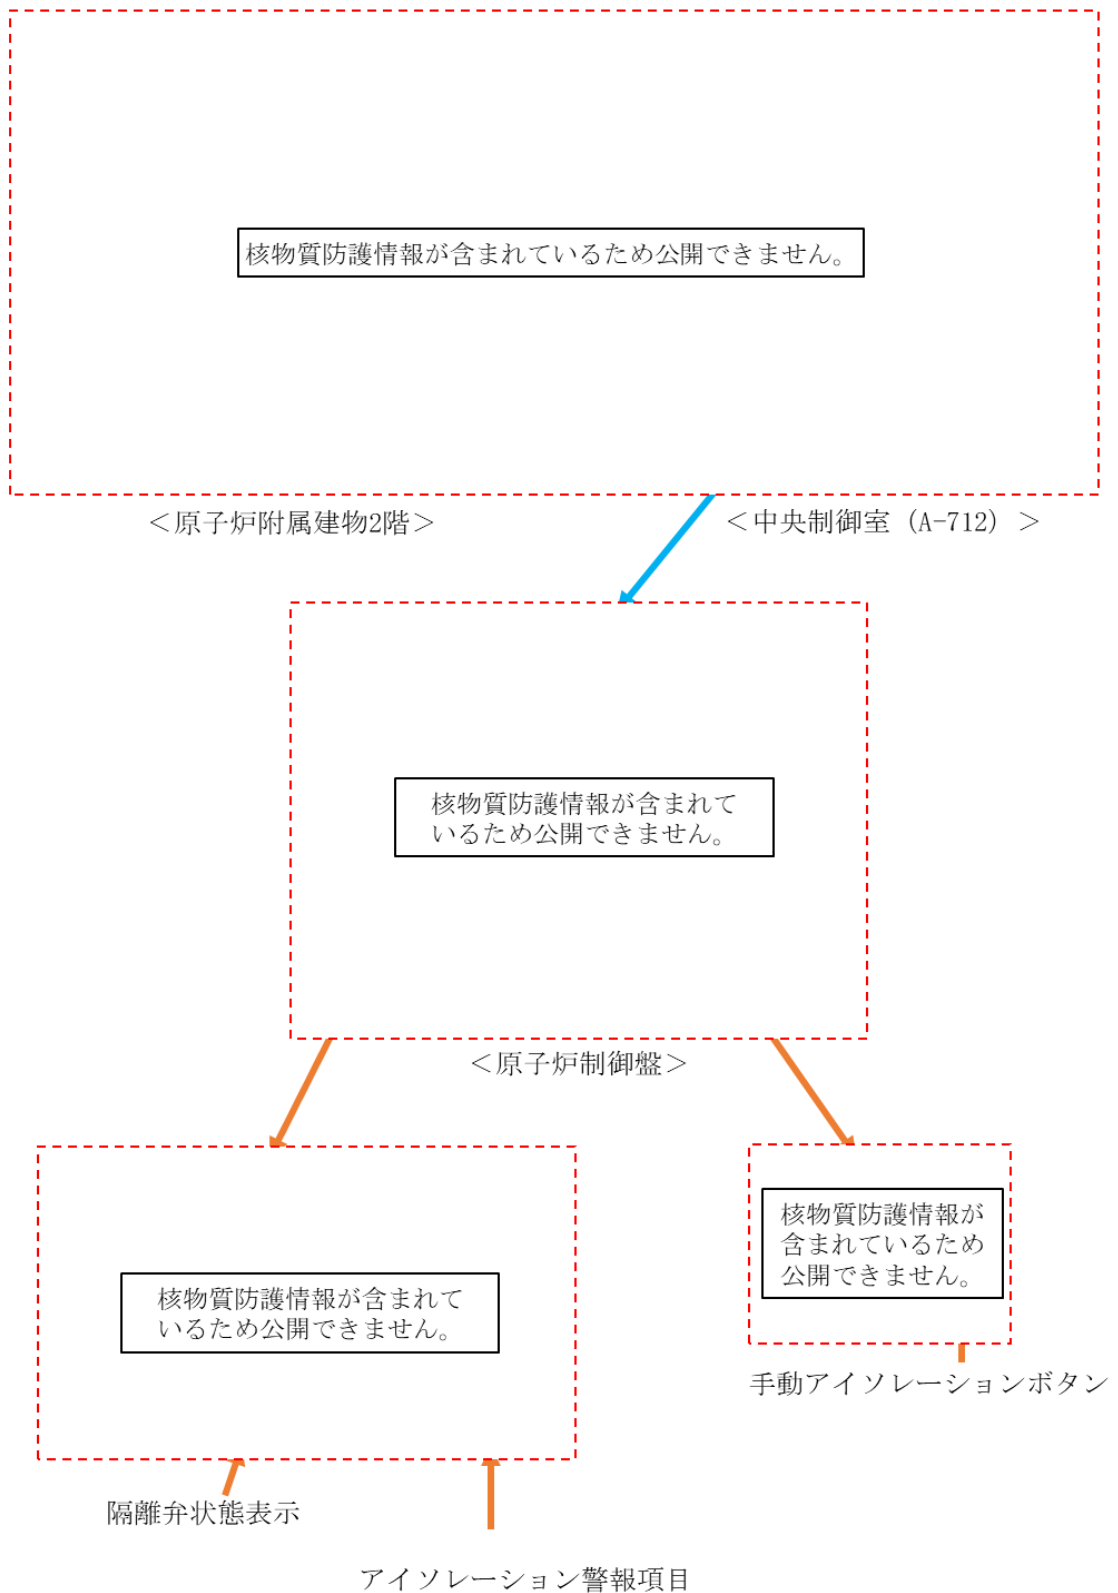 核物質防護情報が含まれているため公開できません。
＜原子炉附属建物2階＞
＜中央制御室（A-712）＞
核物質防護情報が含まれて
いるため公開できません。
＜原子炉制御盤＞
核物質防護情報が含まれて
いるため公開できません。
核物質防護情報が
含まれているため
公開できません。
手動アイソレーションボタン
隔離弁状態表示
アイソレーション警報項目